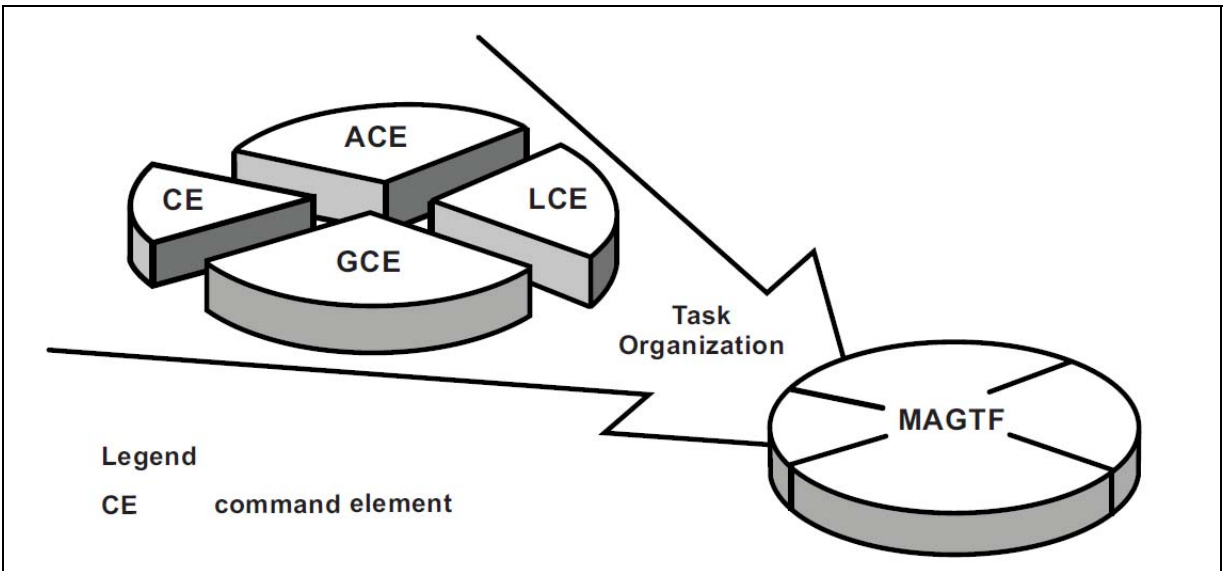 ACE
CE
LCE
GCE
Task
Organization
MAGTF
Legend
CE command element